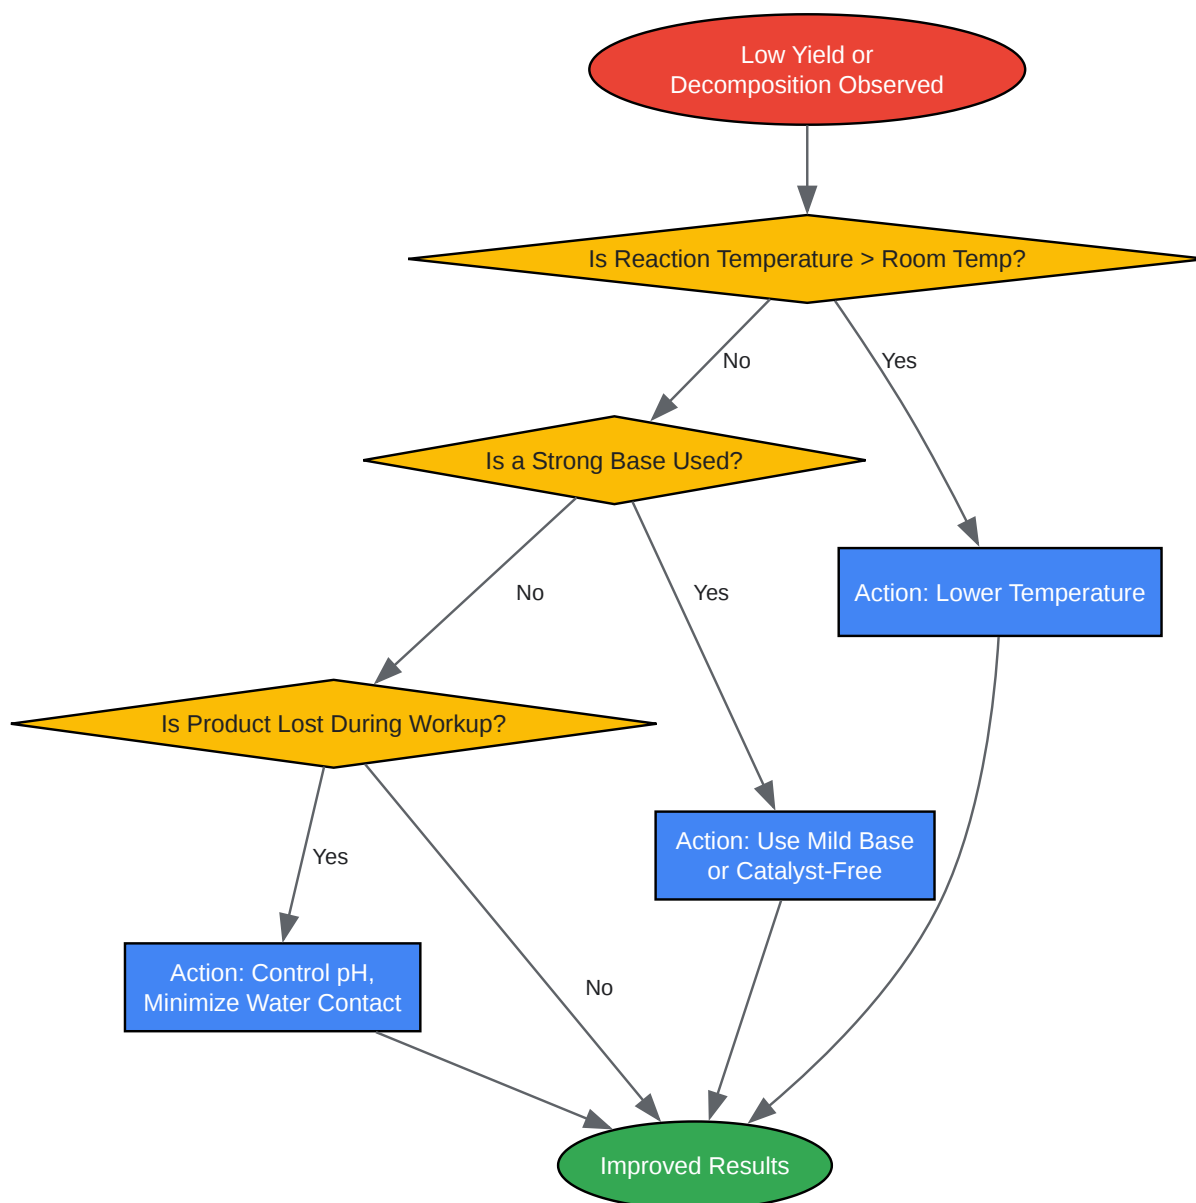 Low Yield or
Decomposition Observed
Is Reaction Temperature > Room Temp?
No
Yes
Is a Strong Base Used?
No
Yes
Action: Lower Temperature
Is Product Lost During Workup?
Yes
Action: Use Mild Base
or Catalyst-Free
Action: Control pH,
Minimize Water Contact
No
Improved Results